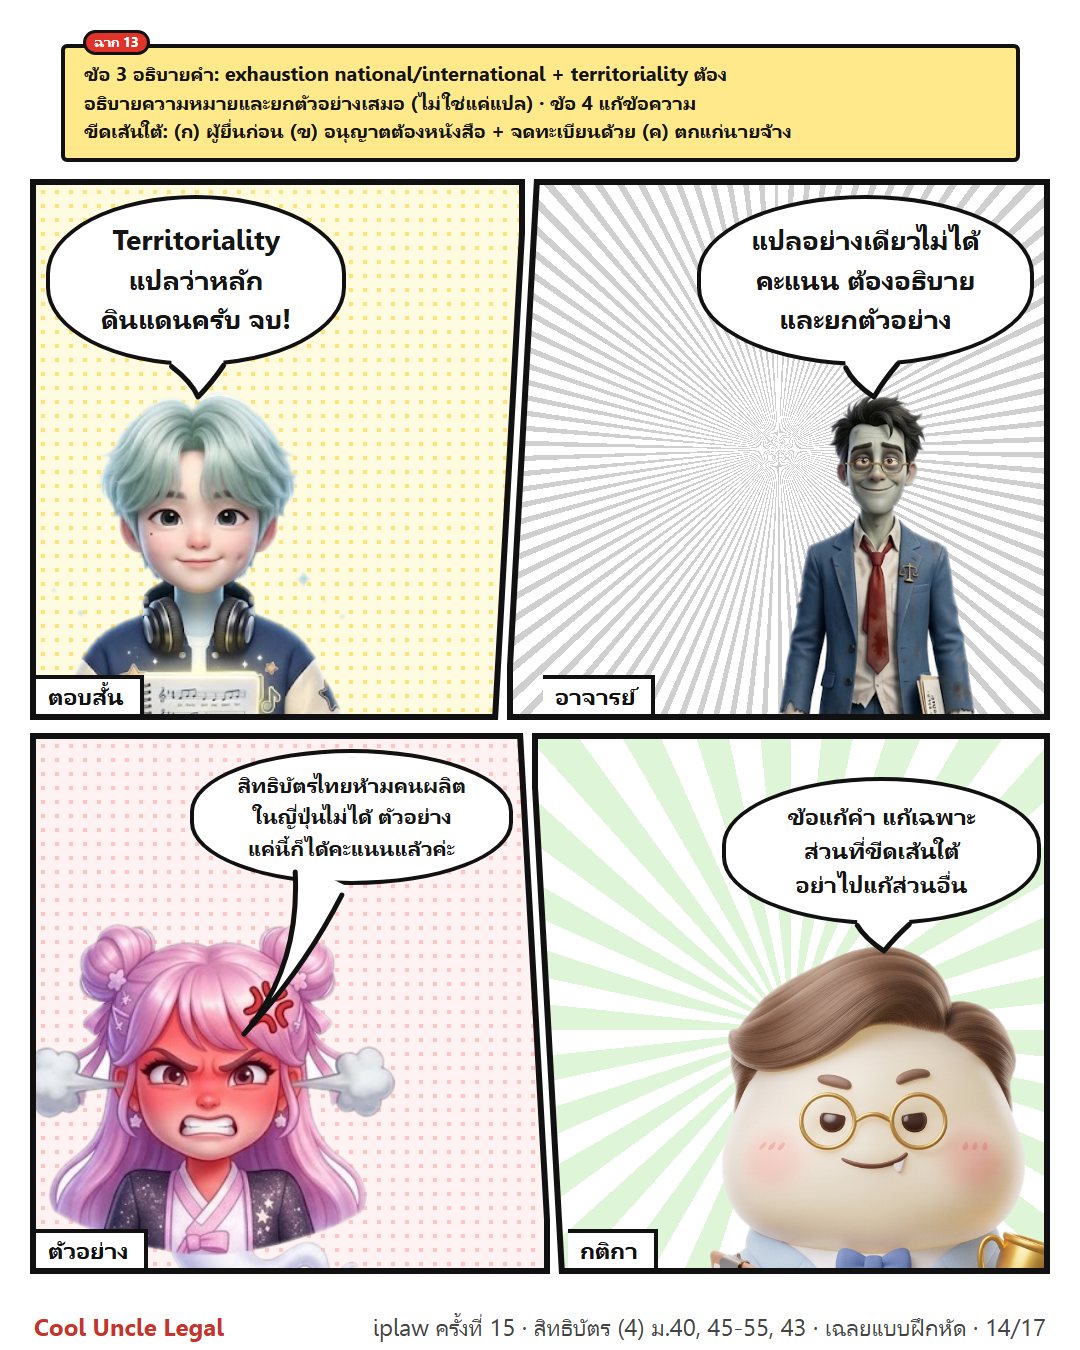 ฉาก 13
ข้อ 3 อธิบายคำ: exhaustion national/international + territoriality ต้อง
อธิบายความหมายและยกตัวอย่างเสมอ (ไม่ใช่แค่แปล) · ข้อ 4 แก้ข้อความ
ขีดเส้นใต้: (ก) ผู้ยื่นก่อน (ข) อนุญาตต้องหนังสือ + จดทะเบียนด้วย (ค) ตกแก่นายจ้าง
Territoriality
แปลว่าหลัก
ดินแดนครับ จบ!
ตอบสั้น
แปลอย่างเดียวไม่ได้
คะแนน ต้องอธิบาย
และยกตัวอย่าง
อาจารย์
สิทธิบัตรไทยห้ามคนผลิต
ในญี่ปุ่นไม่ได้ ตัวอย่าง
แค่นี้ก็ได้คะแนนแล้วค่ะ
ตัวอย่าง
ข้อแก้คำ แก้เฉพาะ
ส่วนที่ขีดเส้นใต้
อย่าไปแก้ส่วนอื่น
กติกา
Cool Uncle Legal
iplaw ครั้งที่ 15 · สิทธิบัตร (4) ม.40, 45-55, 43 · เฉลยแบบฝึกหัด · 14/17